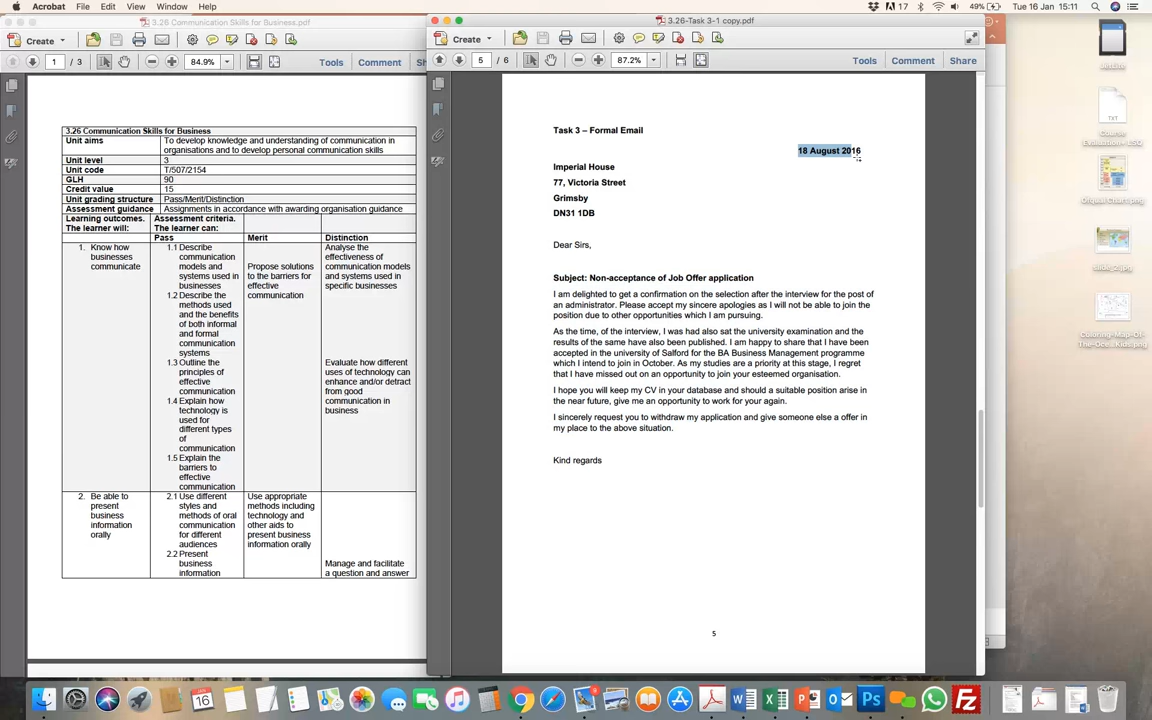 Acrobat File Edit View Window Help
17 49% Tue 16 Jan 15:11
3.26 Communication Skills for Business.pdf
Create
1 / 3 84.9% Tools Comment
3.26 Communication Skills for Business
Unit aims To develop knowledge and understanding of communication in
organisations and to develop personal communication skills
Unit level 3
Unit code T/507/2154
GLH 90
Credit value 15
Unit grading structure Pass/Merit/Distinction
Assessment guidance Assignments in accordance with awarding organisation guidance
Learning outcomes.
The learner will:
Assessment criteria.
The learner can:
Pass Merit Distinction
1. Know how
businesses
communicate
1.1 Describe
communication
models and
systems used in
businesses
1.2 Describe the
methods used
and the benefits
of both informal
and formal
communication
systems
1.3 Outline the
principles of
effective
communication
1.4 Explain how
technology is
used for
different types
of
communication
1.5 Explain the
barriers to
effective
communication
Propose solutions
to the barriers for
effective
communication
Analyse the
effectiveness of
communication models
and systems used in
specific businesses
Evaluate how different
uses of technology can
enhance and/or detract
from good
communication in
business
2. Be able to
present
business
information
orally
2.1 Use different
styles and
methods of oral
communication
for different
audiences
2.2 Present
business
information
Use appropriate
methods including
technology and
other aids to
present business
information orally
Manage and facilitate
a question and answer
3.26-Task 3-1 copy.pdf
Create
5 / 6 87.2% Tools Comment Share
Task 3 – Formal Email
18 August 2016
Imperial House
77, Victoria Street
Grimsby
DN31 1DB
Dear Sirs,
Subject: Non-acceptance of Job Offer application
I am delighted to get a confirmation on the selection after the interview for the post of
an administrator. Please accept my sincere apologies as I will not be able to join the
position due to other opportunities which I am pursuing.
As the time, of the interview, I was had also sat the university examination and the
results of the same have also been published. I am happy to share that I have been
accepted in the university of Salford for the BA Business Management programme
which I intend to join in October. As my studies are a priority at this stage, I regret
that I have missed out on an opportunity to join your esteemed organisation.
I hope you will keep my CV in your database and should a suitable position arise in
the near future, give me an opportunity to work for your again.
I sincerely request you to withdraw my application and give someone else a offer in
my place to the above situation.
Kind regards
5
TXT
Course
Evaluation - ESO
slide_2.jpg
Coloring-Map-Of-
The-Oce...Kids.png